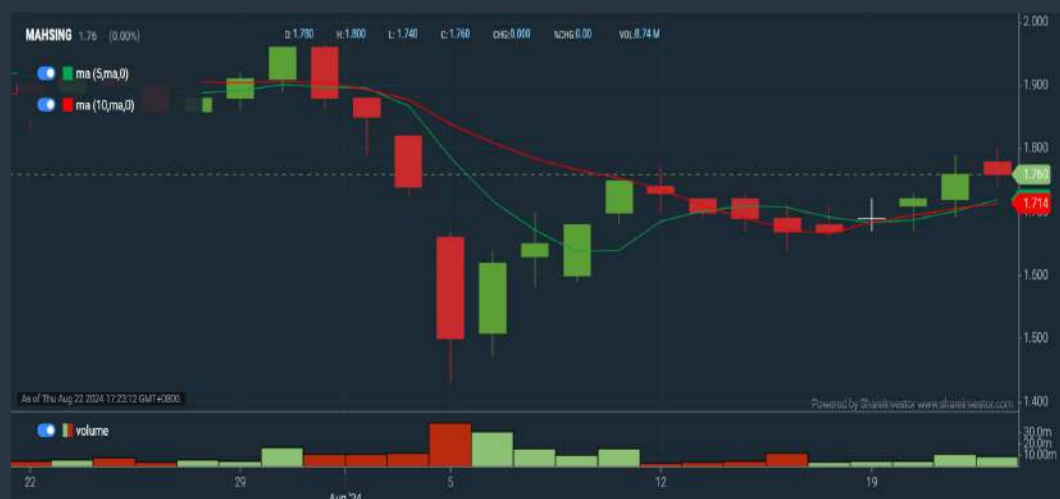 MAHSING 1.76 (0.00%) O:1.780 H:1.800 L:1.740 C:1.760 CHG:0.000 %CHG:0.00 VOL:8.74 M
ma (5,ma,0)
ma (10,ma,0)
2.000
1.900
1.800
1.760
1.714
1.600
1.500
1.400
As of Thu Aug 22 2024 17:23:12 GMT+0800.
Powered by ShareInvestor www.shareinvestor.com
volume
30.0m
20.0m
10.00m
22 29 5 12 19
Aug '24